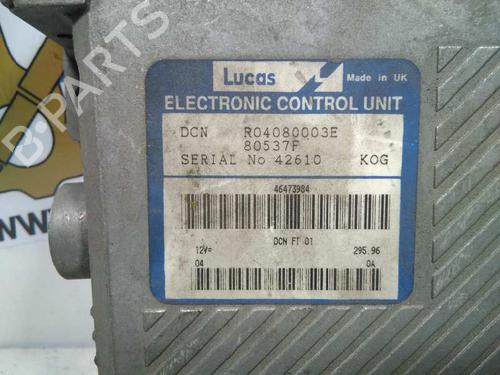 Lucas
Made in UK
ELECTRONIC CONTROL UNIT
DCN R04080003E
80537F
SERIAL No 42610 KOG
46473984
DCN FI 01
12V= 295.96
04 0A
B-PARTS
www